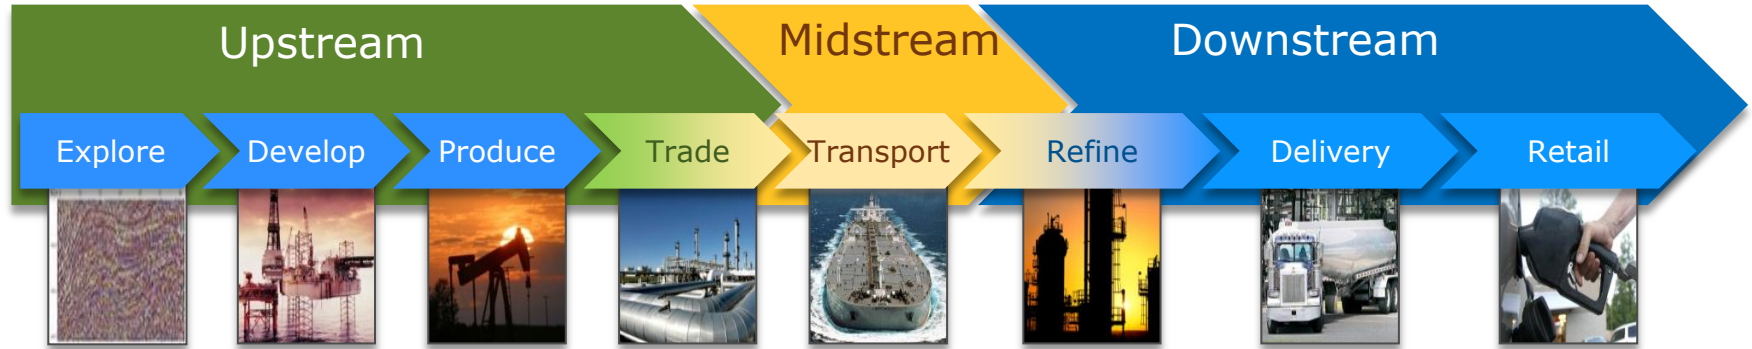 Upstream
Midstream
Downstream
Explore
Develop
Produce
Trade
Transport
Refine
Delivery
Retail